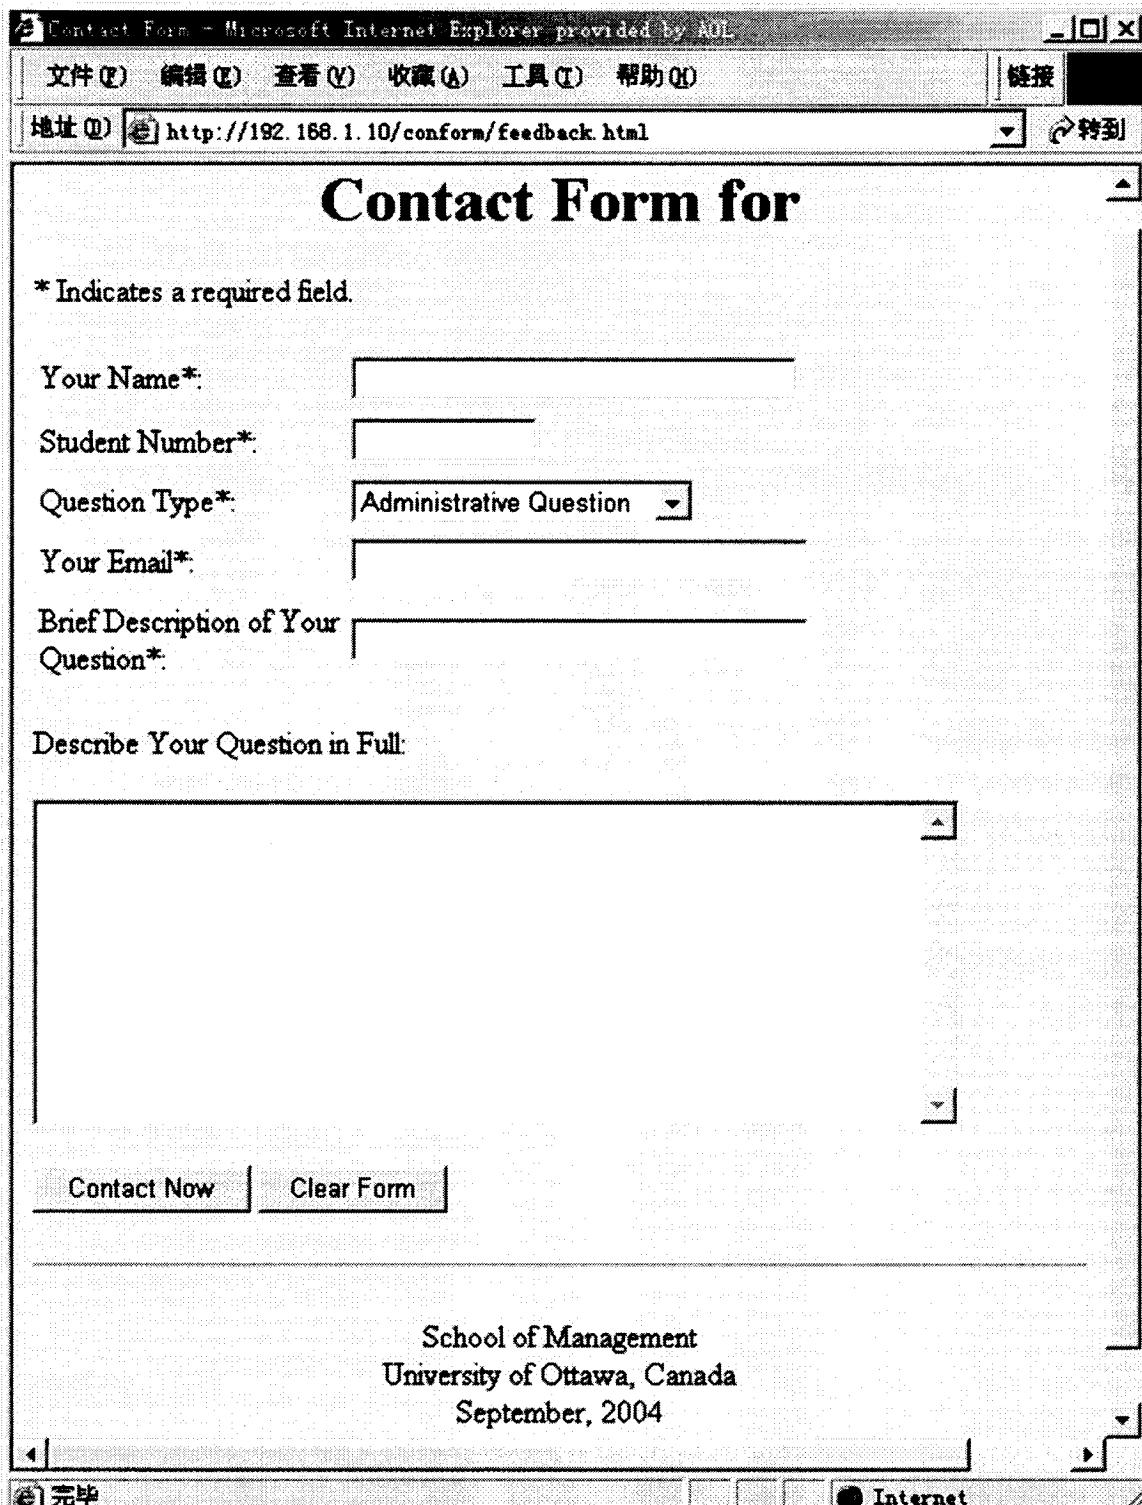 Contact Form - Microsoft Internet Explorer provided by AOL
文件(F) 编辑(E) 查看(V) 收藏(A) 工具(T) 帮助(H) 链接
地址(D) http://192.168.1.10/conform/feedback.html 转到
Contact Form for
* Indicates a required field.
Your Name*:
Student Number*:
Question Type*: Administrative Question
Your Email*:
Brief Description of Your
Question*:
Describe Your Question in Full:
Contact Now Clear Form
School of Management
University of Ottawa, Canada
September, 2004
完毕 Internet